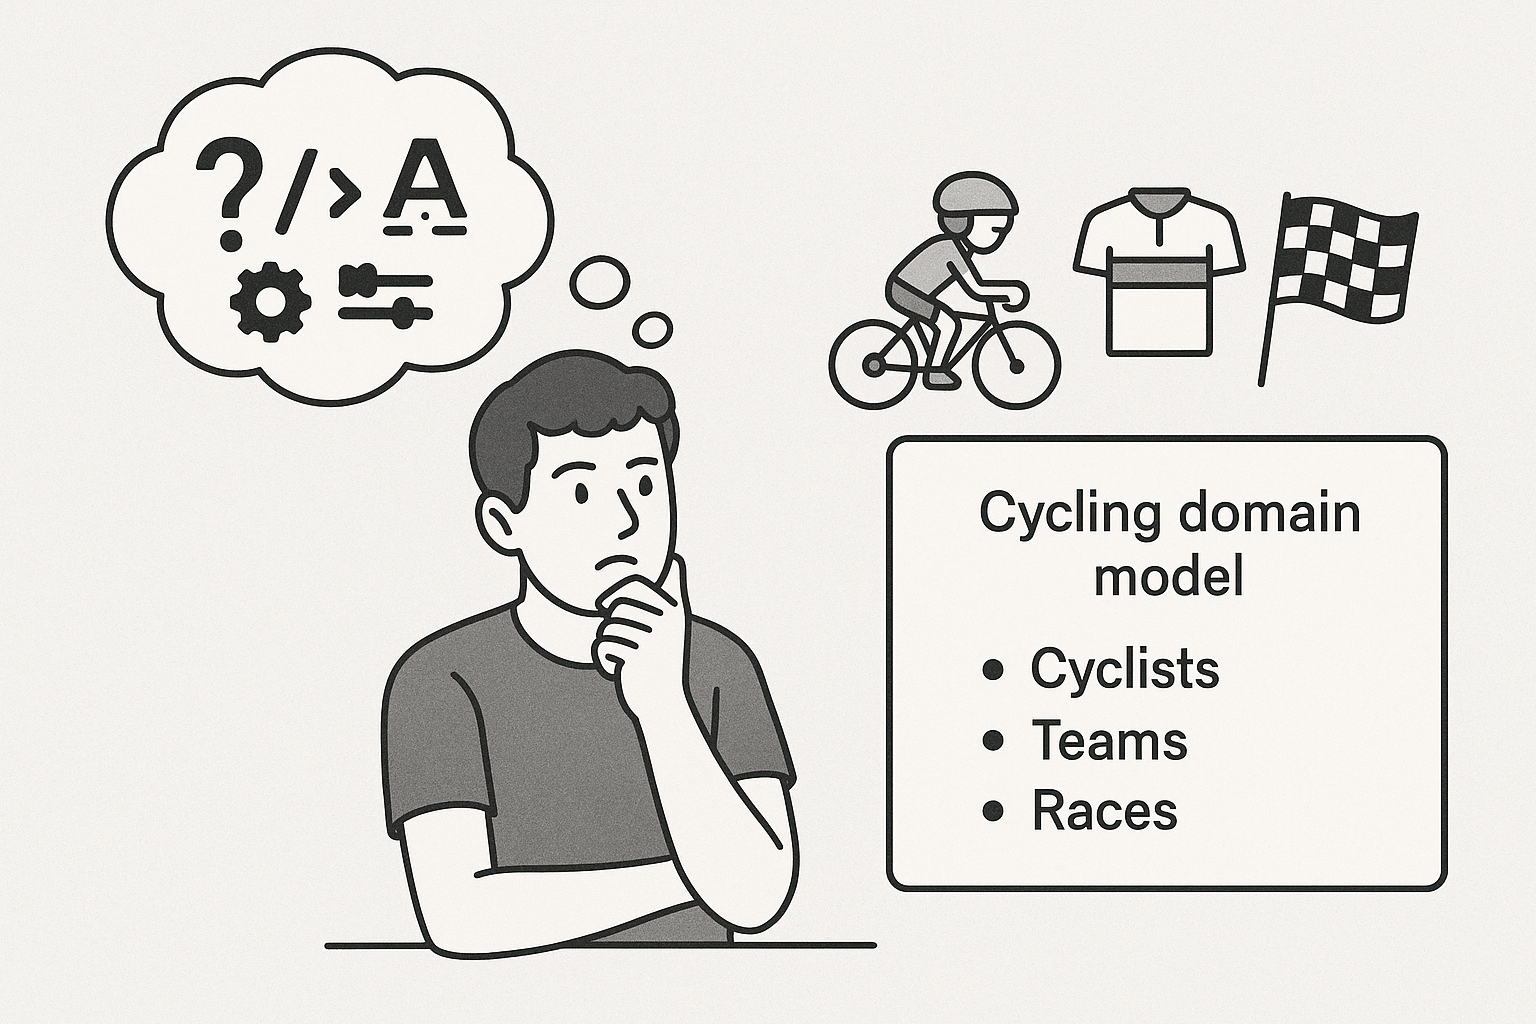 ?/>A
Cycling domain
model
• Cyclists
• Teams
• Races